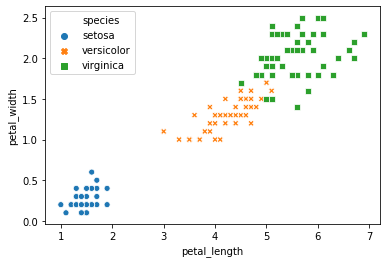 species
setosa
versicolor
virginica
2.5
2.0
1.5
1.0
0.5
0.0
petal_width
1 2 3 4 5 6 7
petal_length